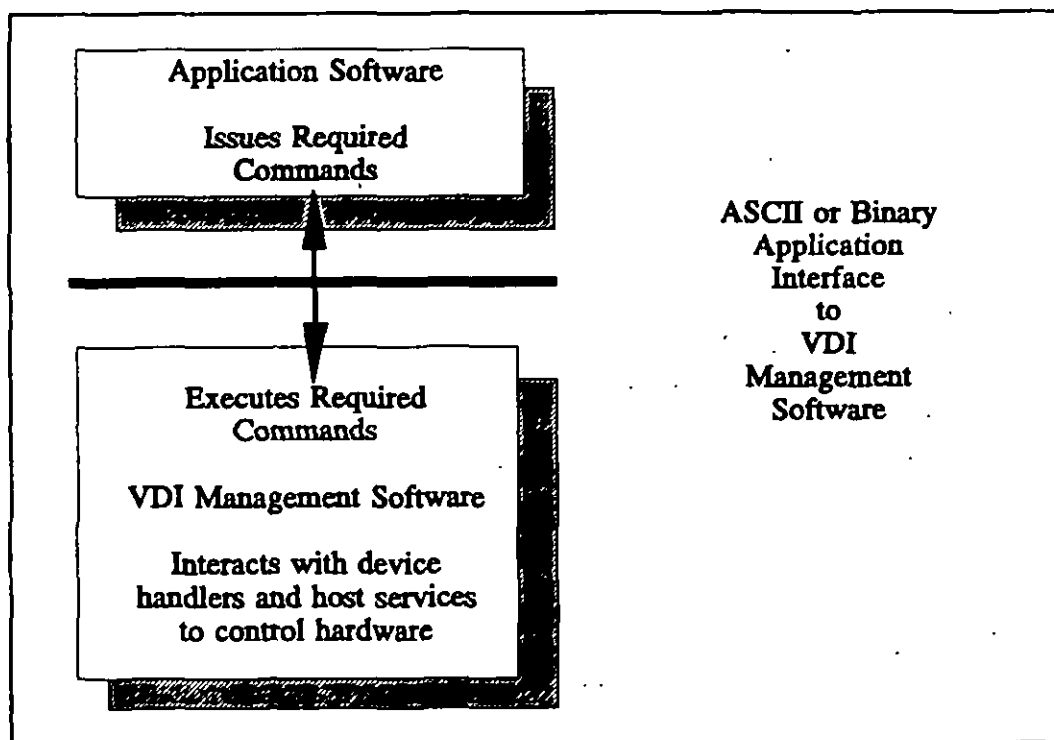 Application Software
Issues Required
Commands
ASCII or Binary
Application
Interface
to
VDI
Management
Software
Executes Required
Commands
VDI Management Software
Interacts with device
handlers and host services
to control hardware